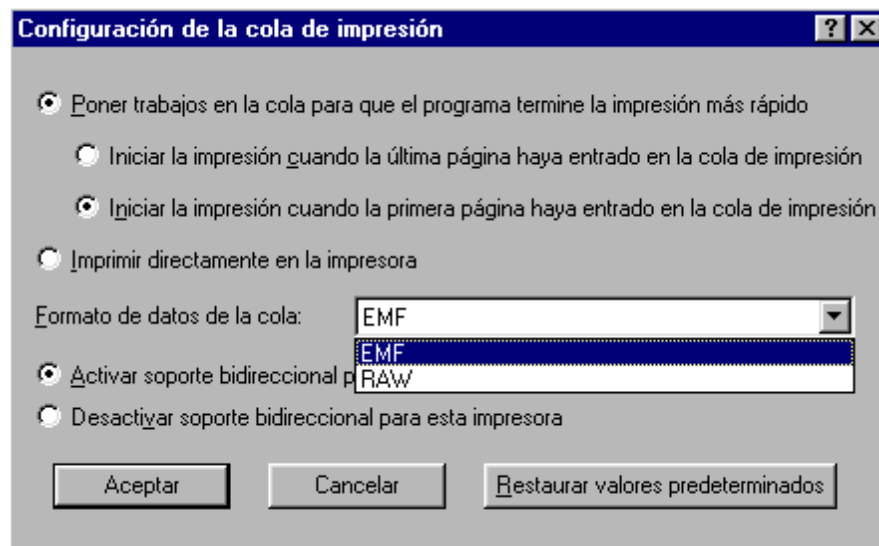 Configuración de la cola de impresión
Poner trabajos en la cola para que el programa termine la impresión más rápido
Iniciar la impresión cuando la última página haya entrado en la cola de impresión
Iniciar la impresión cuando la primera página haya entrado en la cola de impresión
Imprimir directamente en la impresora
Formato de datos de la cola: EMF
EMF
Activar soporte bidireccional p RAW
Desactivar soporte bidireccional para esta impresora
Aceptar Cancelar Restaurar valores predeterminados